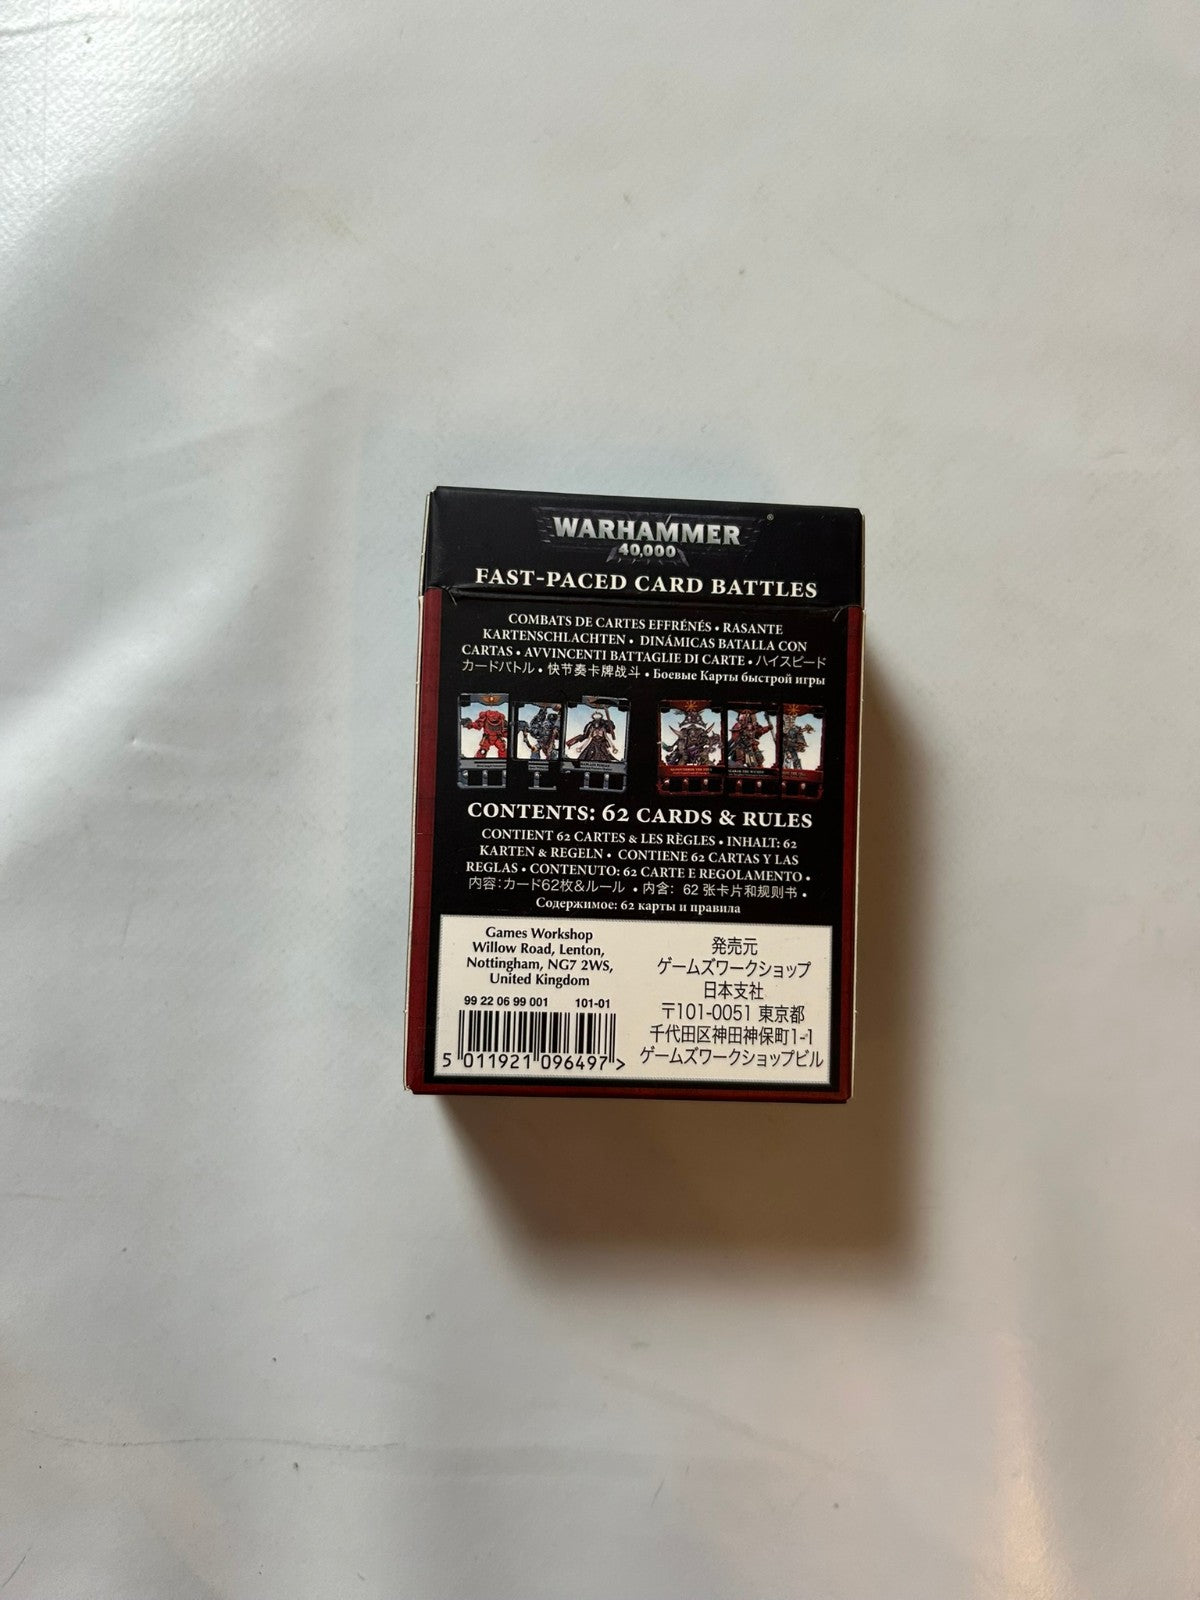 WARHAMMER®
40,000
FAST-PACED CARD BATTLES
COMBATS DE CARTES EFFRÉNÉS • RASANTE
KARTENSCHLACHTEN • DINÁMICAS BATALLA CON
CARTAS • AVVINCENTI BATTAGLIE DI CARTE • ハイスピード
カードバトル • 快节奏卡牌战斗 • Боевые Карты быстрой игры
CONTENTS: 62 CARDS & RULES
CONTIENT 62 CARTES & LES RÈGLES • INHALT: 62
KARTEN & REGELN • CONTIENE 62 CARTAS Y LAS
REGLAS • CONTENUTO: 62 CARTE E REGOLAMENTO •
内容:カード62枚&ルール • 内含: 62 张卡片和规则书 •
Содержимое: 62 карты и правила
Games Workshop
Willow Road, Lenton,
Nottingham, NG7 2WS,
United Kingdom
99 22 06 99 001 101-01
5 011921 096497 >
発売元
ゲームズワークショップ
日本支社
〒101-0051 東京都
千代田区神田神保町1-1
ゲームズワークショップビル